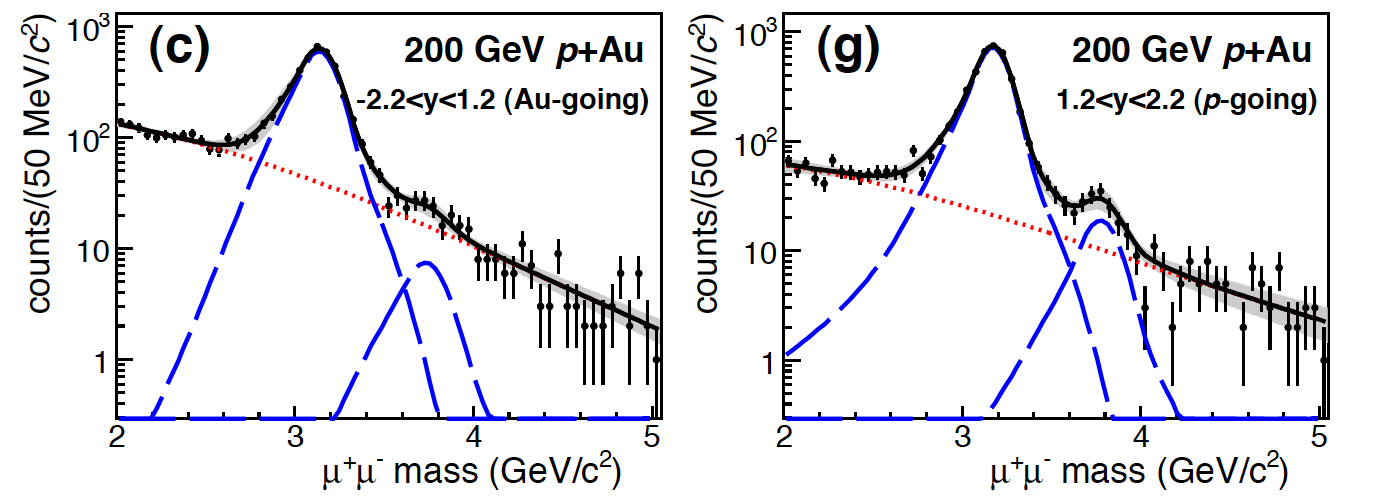 (c)
200 GeV p+Au
-2.2<y<1.2 (Au-going)
counts/(50 MeV/c²)
10³
10²
10
1
2 3 4 5
μ⁺μ⁻ mass (GeV/c²)
(g)
200 GeV p+Au
1.2<y<2.2 (p-going)
counts/(50 MeV/c²)
10³
10²
10
1
2 3 4 5
μ⁺μ⁻ mass (GeV/c²)